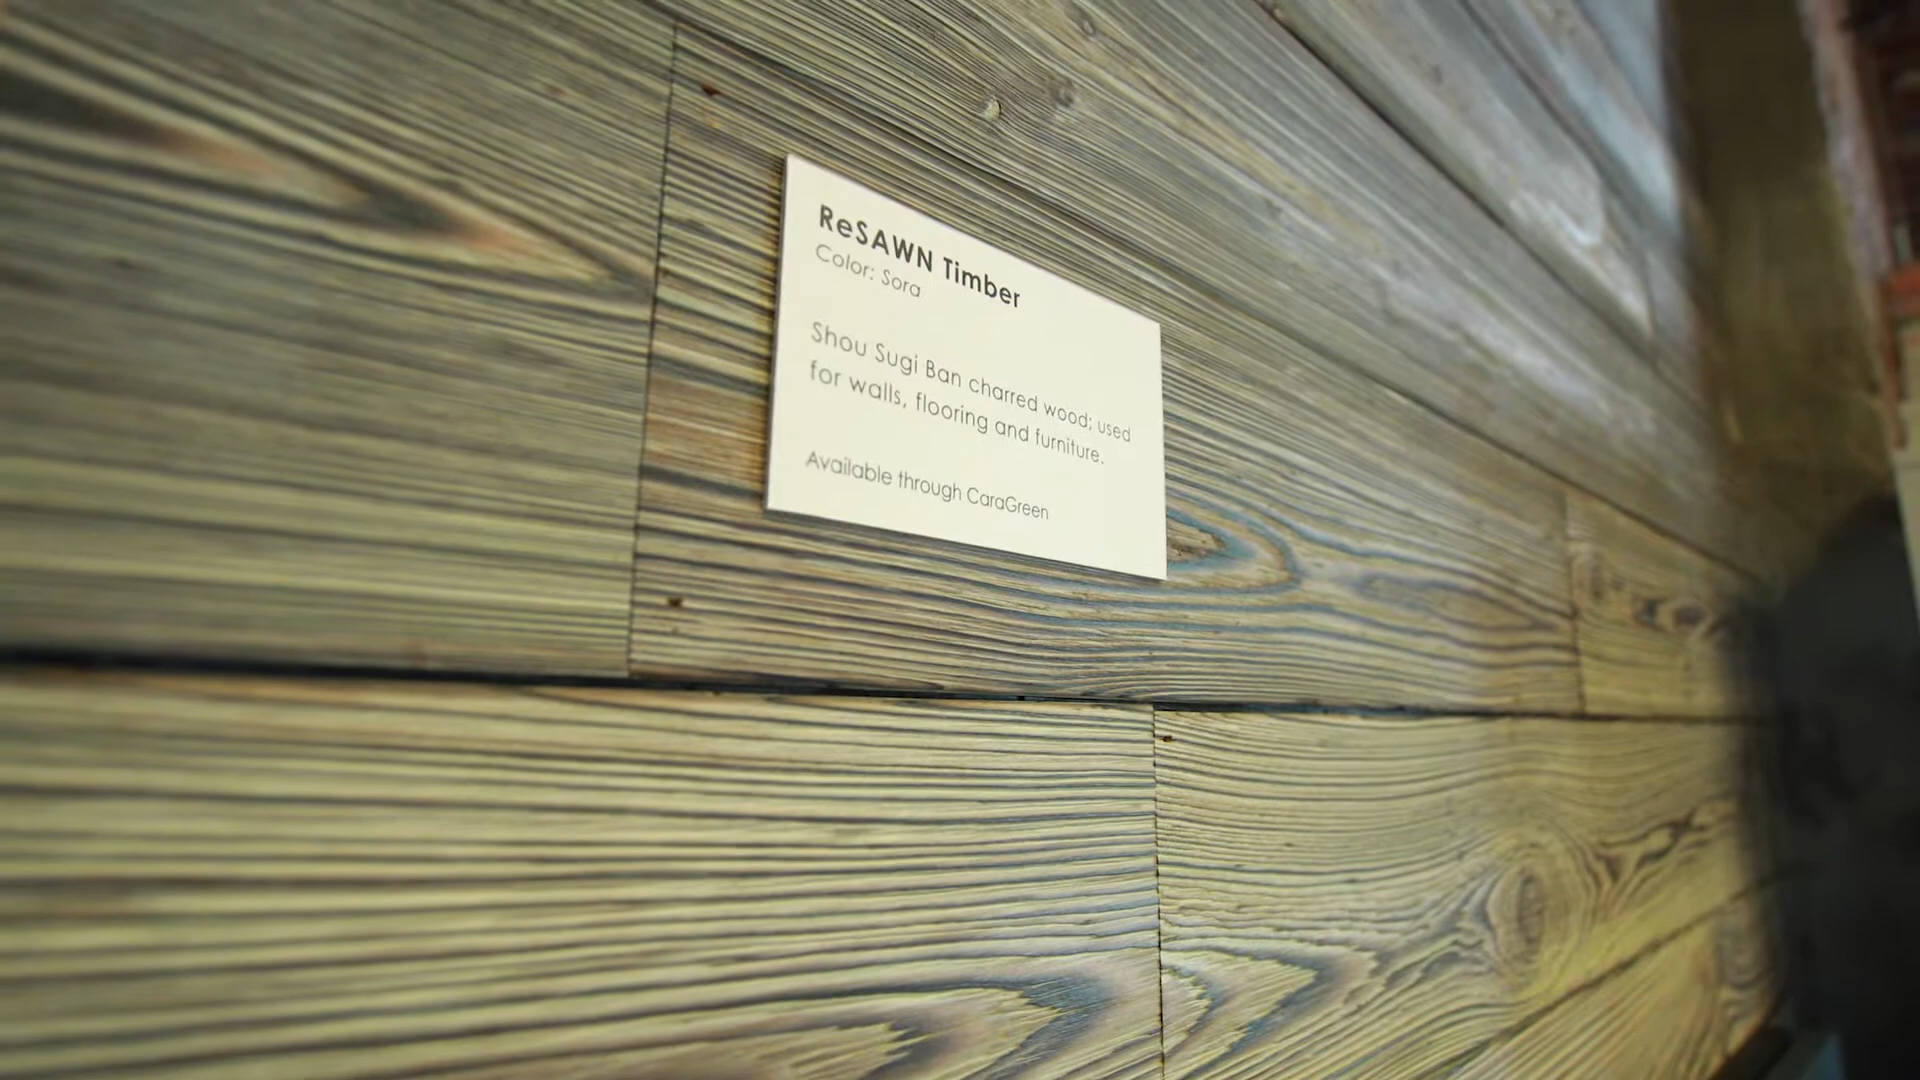 ReSAWN Timber
Color: Sora
Shou Sugi Ban charred wood; used
for walls, flooring and furniture.
Available through CaraGreen